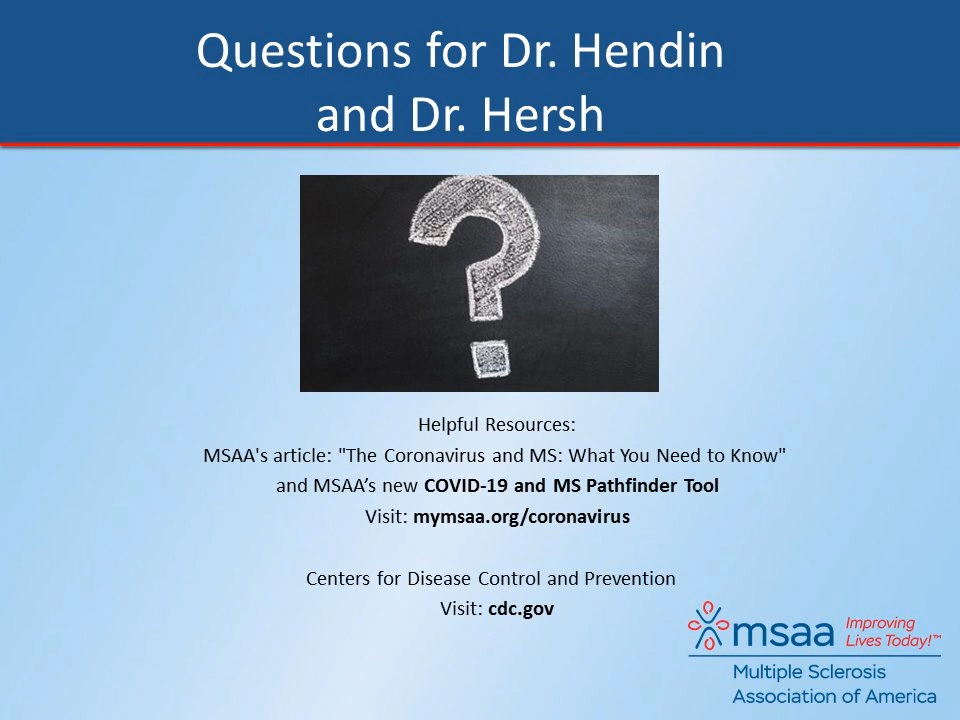 Questions for Dr. Hendin
and Dr. Hersh
?
Helpful Resources:
MSAA's article: "The Coronavirus and MS: What You Need to Know"
and MSAA’s new COVID-19 and MS Pathfinder Tool
Visit: mymsaa.org/coronavirus
Centers for Disease Control and Prevention
Visit: cdc.gov
msaa Improving
Lives Today!™
Multiple Sclerosis
Association of America